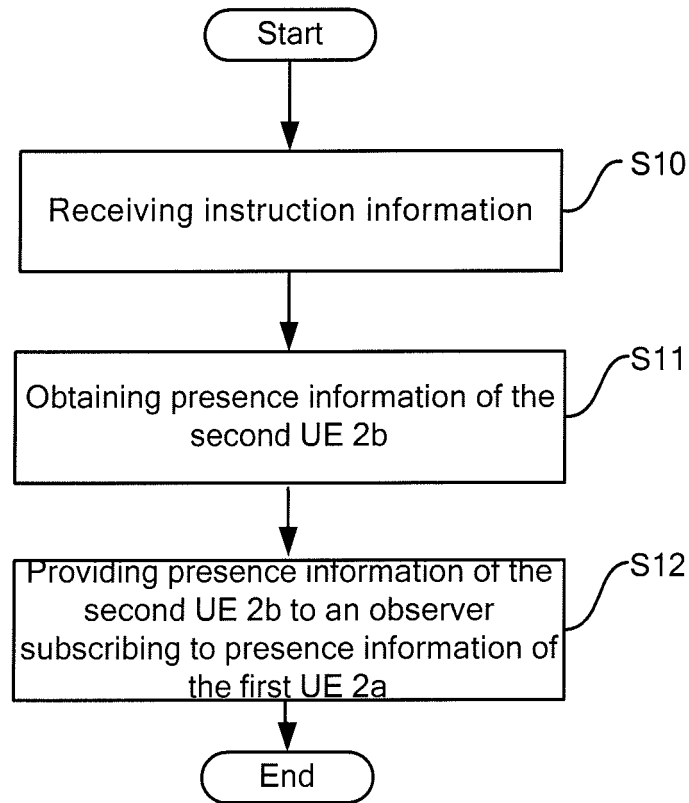 Start
Receiving instruction information
S10
Obtaining presence information of the
second UE 2b
S11
Providing presence information of the
second UE 2b to an observer
subscribing to presence information of
the first UE 2a
S12
End